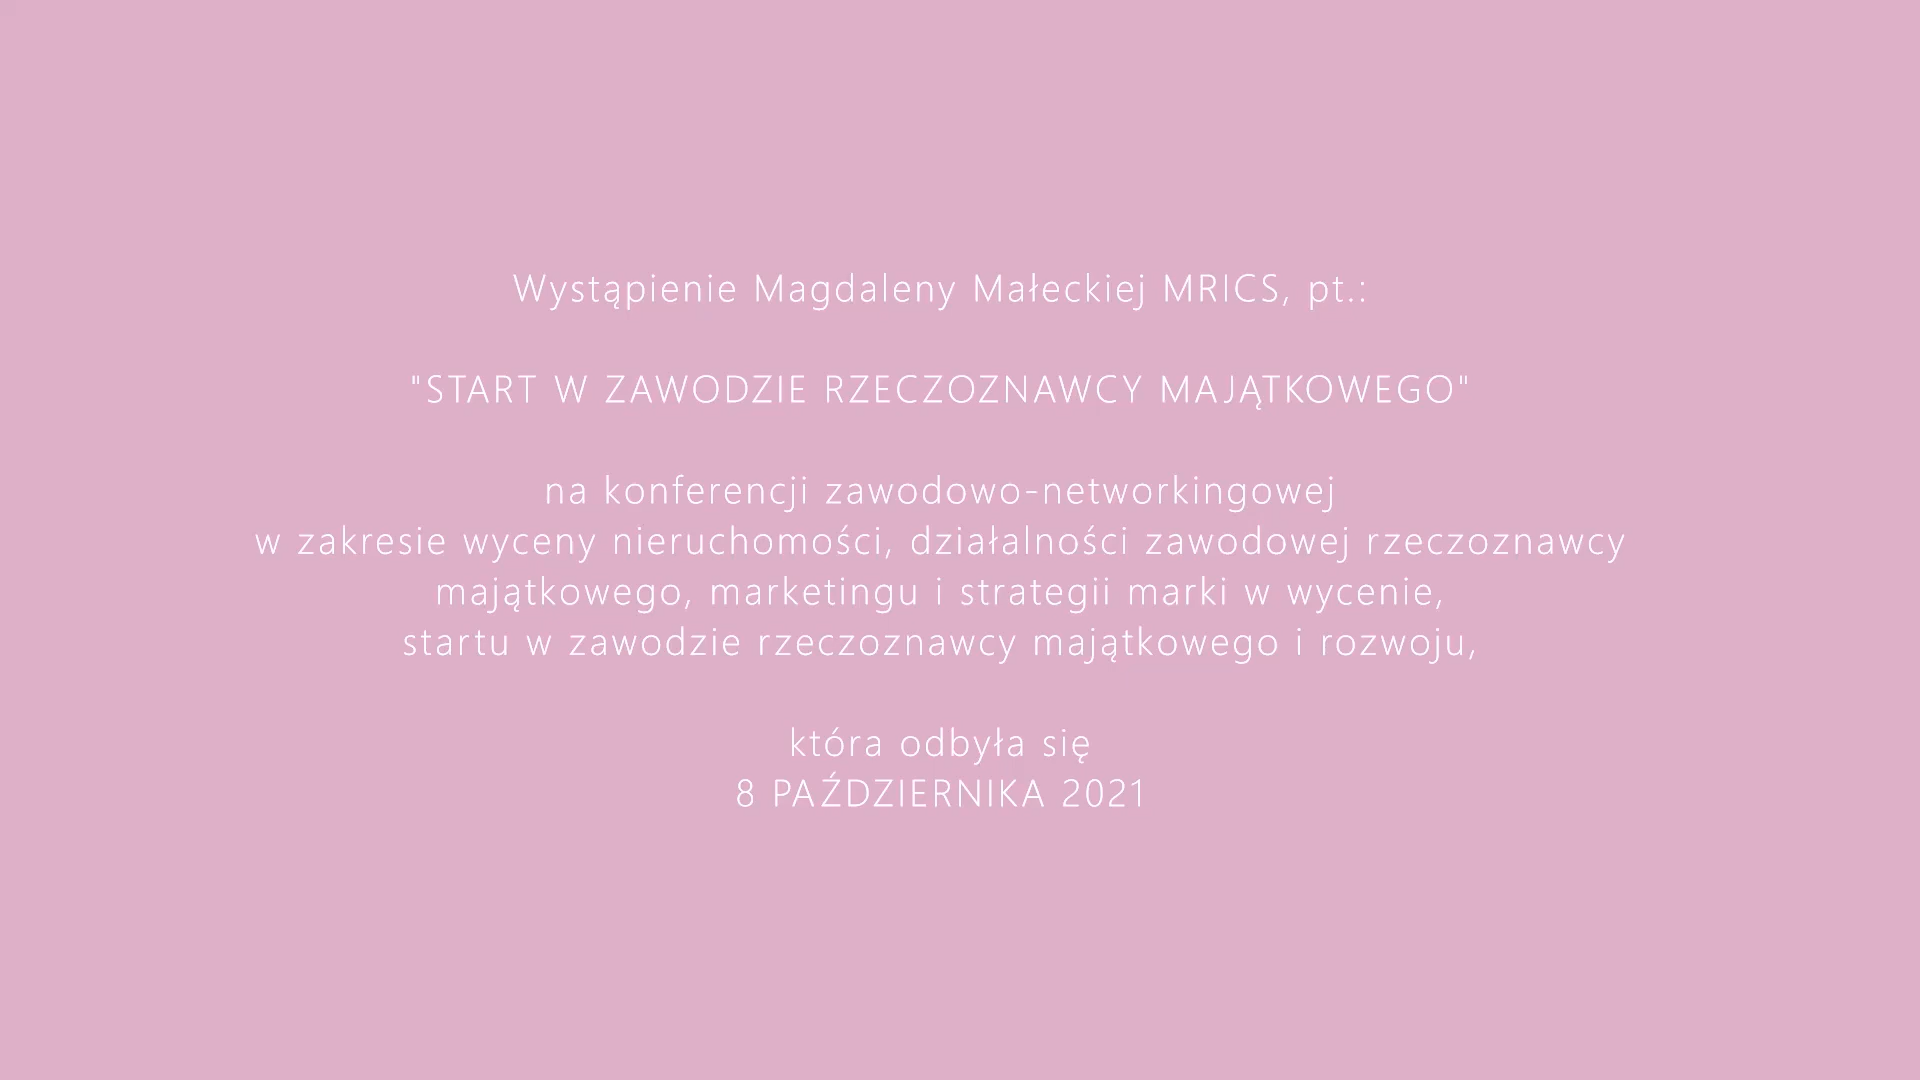 Wystąpienie Magdaleny Małeckiej MRICS, pt.:
"START W ZAWODZIE RZECZOZNAWCY MAJĄTKOWEGO"
na konferencji zawodowo-networkingowej
w zakresie wyceny nieruchomości, działalności zawodowej rzeczoznawcy
majątkowego, marketingu i strategii marki w wycenie,
startu w zawodzie rzeczoznawcy majątkowego i rozwoju,
która odbyła się
8 PAŹDZIERNIKA 2021